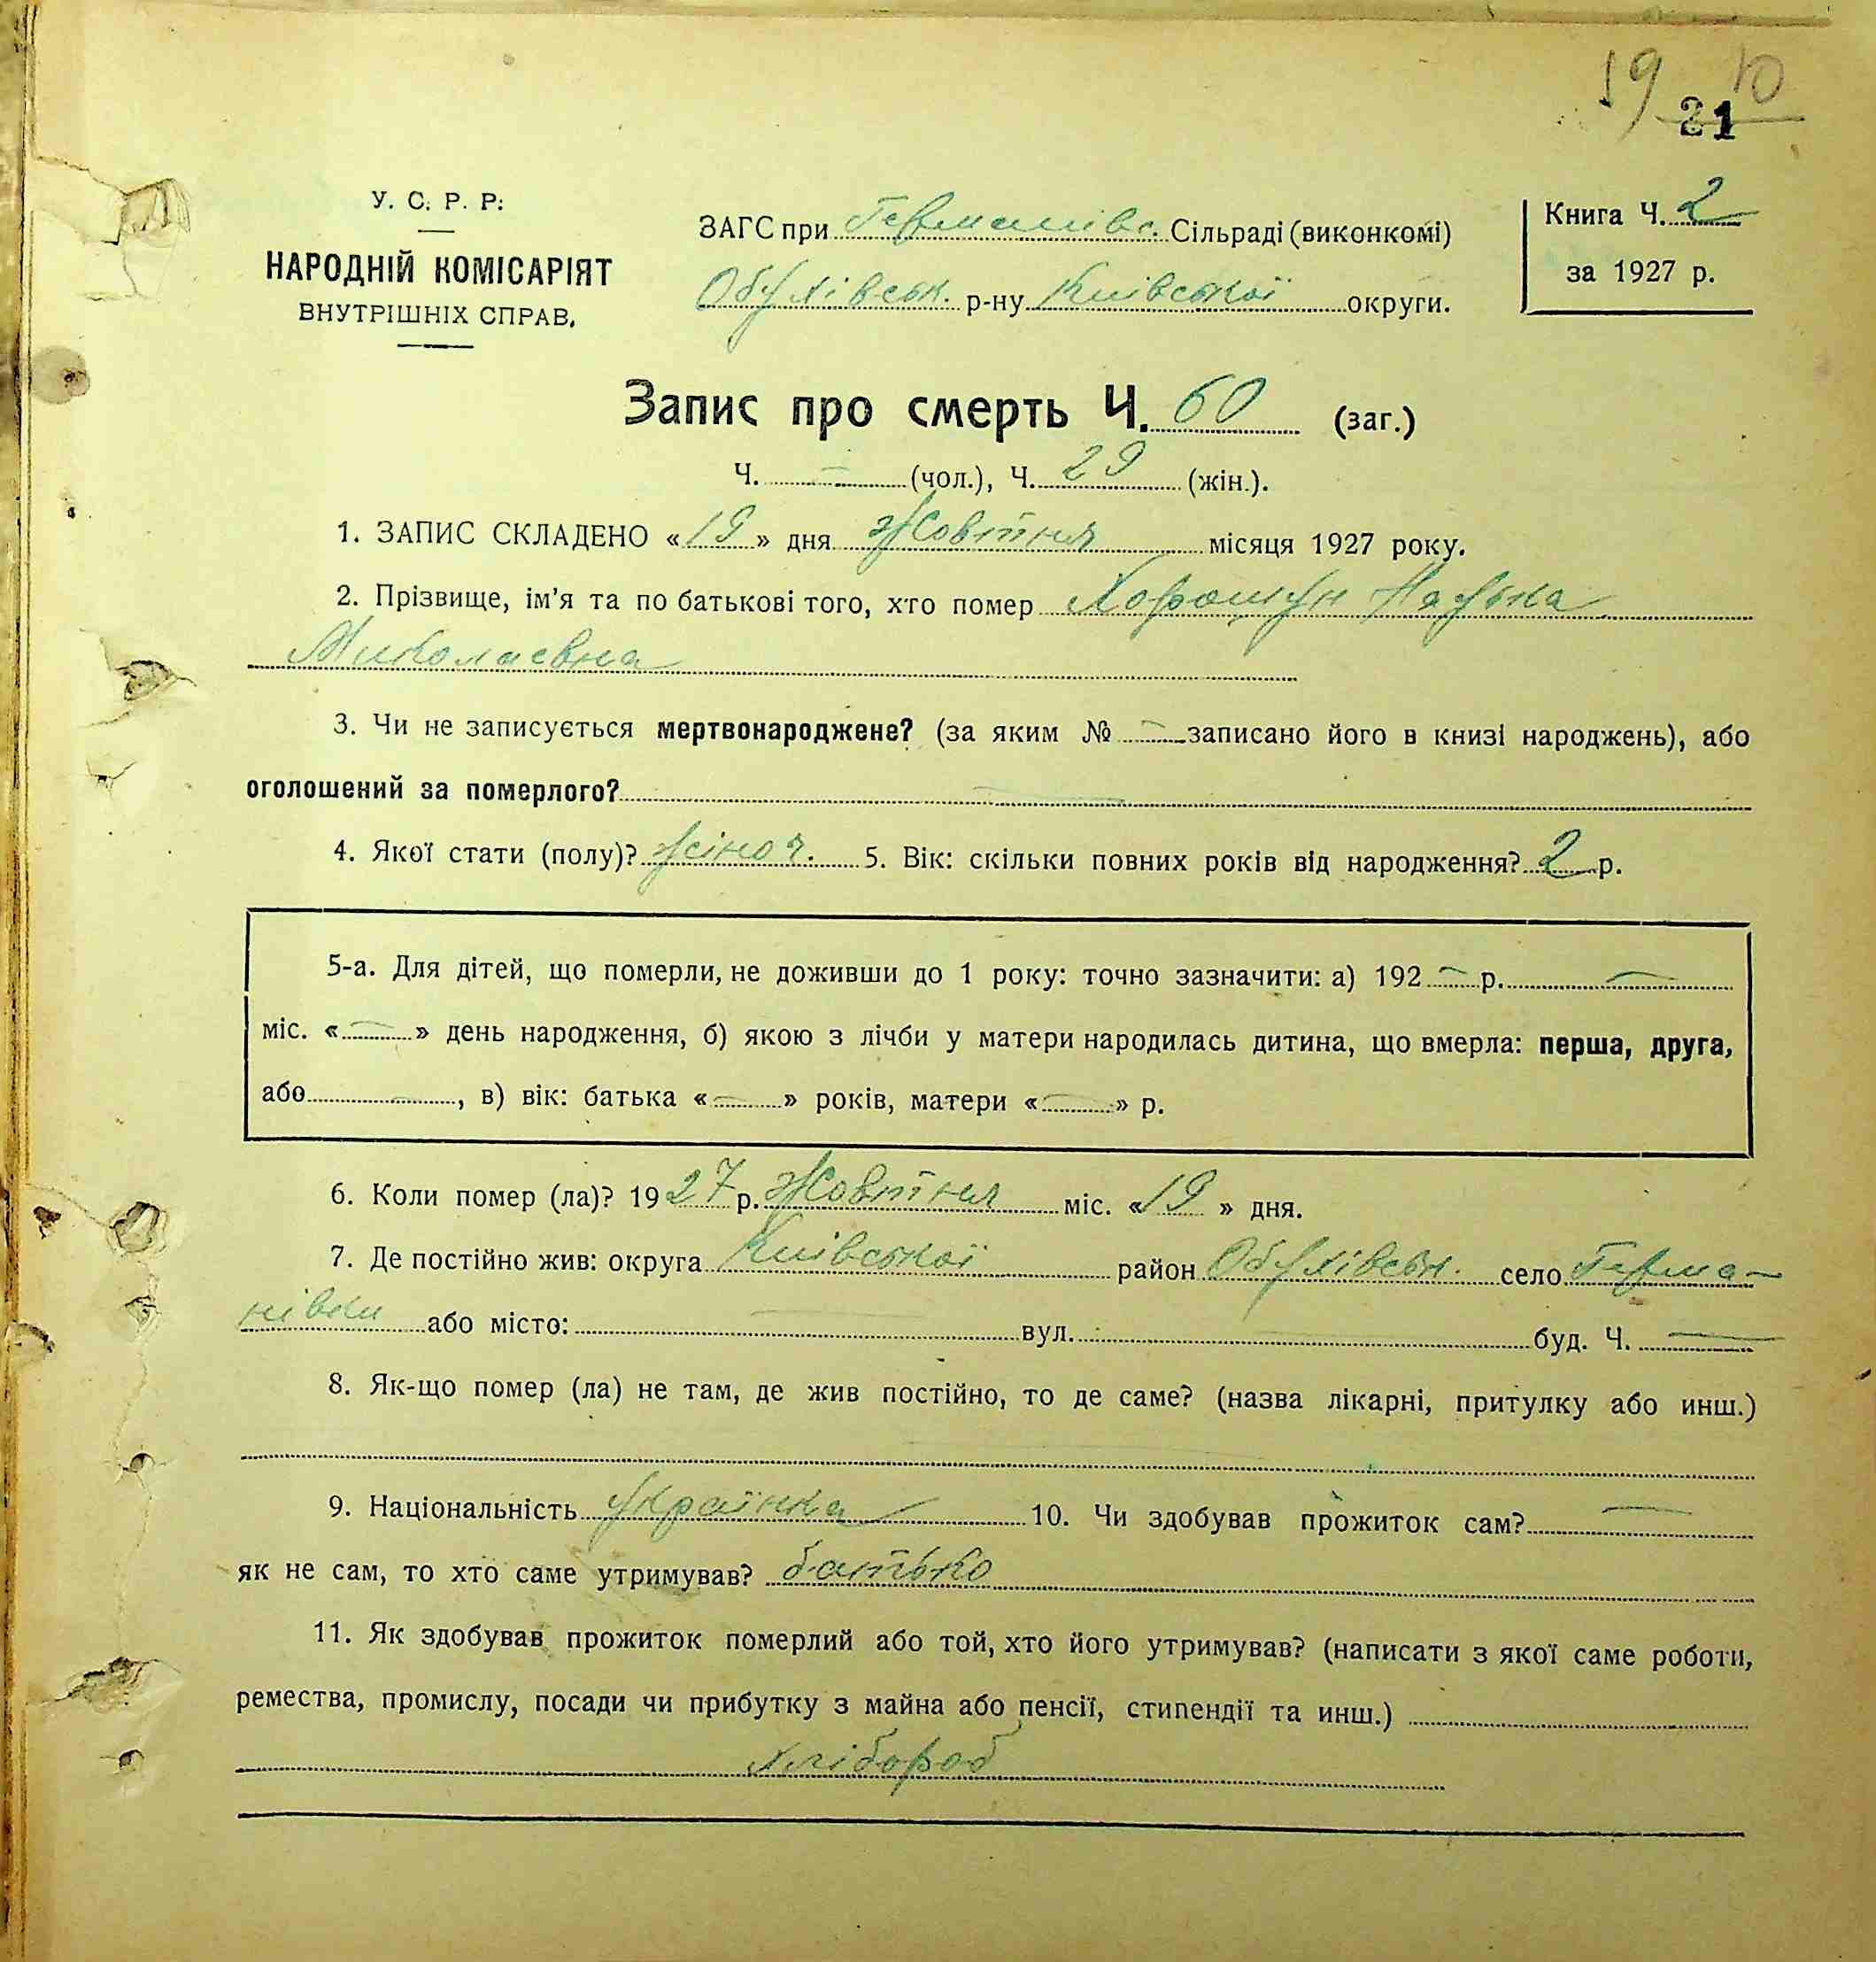 19 10
21
У. С. Р. Р.
НАРОДНІЙ КОМІСАРІЯТ
ВНУТРІШНІХ СПРАВ.
ЗАГС при Германівс. Сільраді (виконкомі)
Обухівськ. р-ну Київської округи.
Книга Ч. 2
за 1927 р.
Запис про смерть Ч. 60 (заг.)
Ч. — (чол.), Ч. 29 (жін.).
1. ЗАПИС СКЛАДЕНО «19» дня Жовтня місяця 1927 року.
2. Прізвище, ім'я та по батькові того, хто помер Хорошун
Миколаевна
3. Чи не записується мертвонароджене? (за яким № — записано його в книзі народжень), або
оголошений за померлого? —
4. Якої стати (полу)? жіноч. 5. Вік: скільки повних років від народження? 2 р.
5-а. Для дітей, що померли, не доживши до 1 року: точно зазначити: а) 192 — р. —
міс. « — » день народження, б) якою з лічби у матери народилась дитина, що вмерла: перша, друга,
або — , в) вік: батька « — » років, матери « — » р.
6. Коли помер (ла)? 1927 р. Жовтня міс. «19» дня.
7. Де постійно жив: округа Київської район Обухівськ. село Герма-
нівки або місто: — вул. — буд. Ч. —
8. Як-що помер (ла) не там, де жив постійно, то де саме? (назва лікарні, притулку або инш.)
—
9. Національність українка 10. Чи здобував прожиток сам? —
як не сам, то хто саме утримував? батько
11. Як здобував прожиток померлий або той, хто його утримував? (написати з якої саме роботи,
ремества, промислу, посади чи прибутку з майна або пенсії, стипендії та инш.)
хлібороб